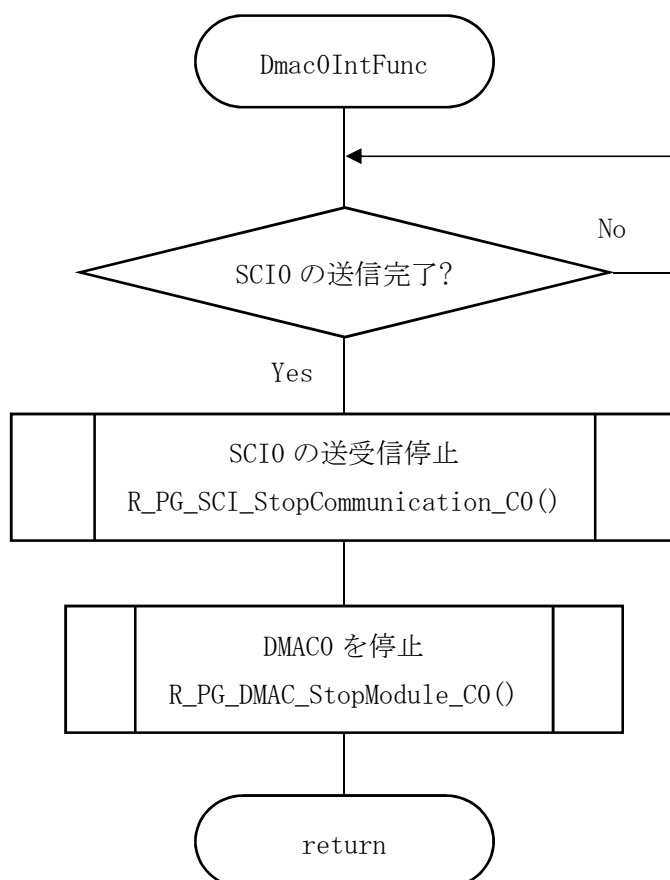 Dmac0IntFunc
No
SCI0 の送信完了?
Yes
SCI0 の送受信停止
R_PG_SCI_StopCommunication_C0()
DMAC0 を停止
R_PG_DMAC_StopModule_C0()
return